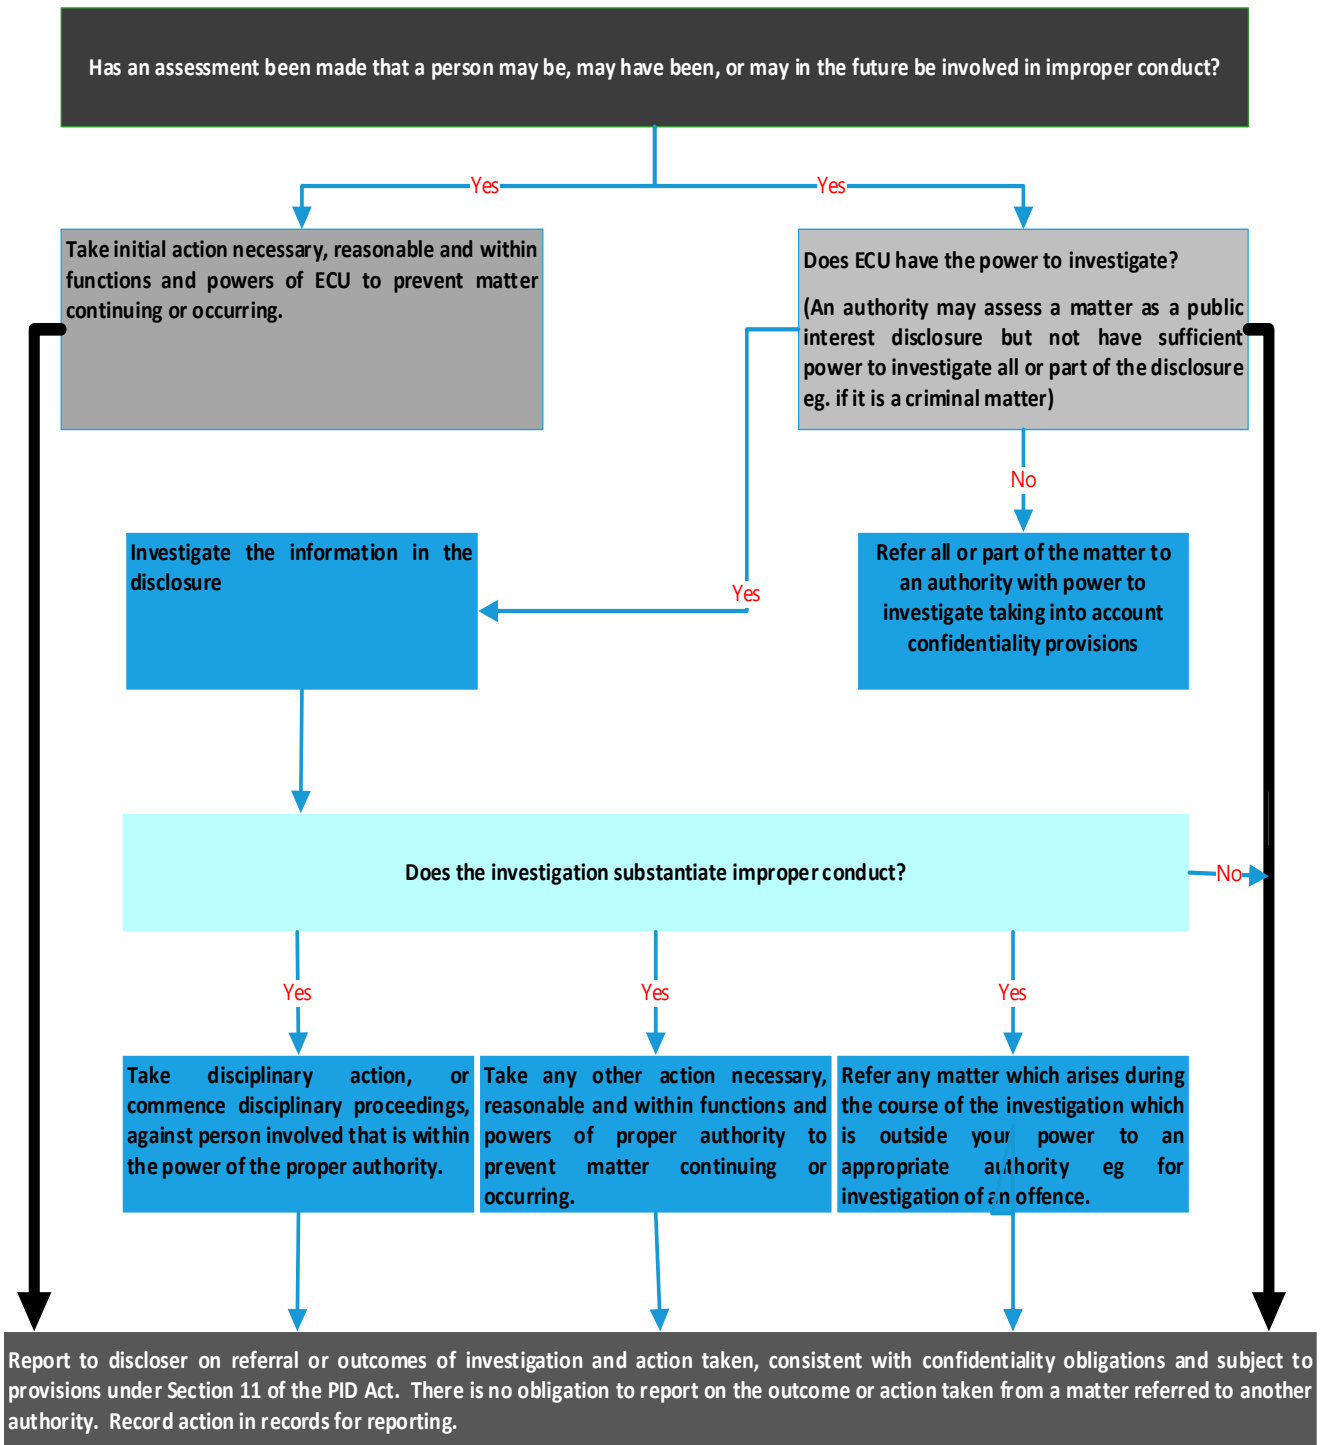 Has an assessment been made that a person may be, may have been, or may in the future be involved in improper conduct?
Yes
Yes
Take initial action necessary, reasonable and within
functions and powers of ECU to prevent matter
continuing or occurring.
Does ECU have the power to investigate?
(An authority may assess a matter as a public
interest disclosure but not have sufficient
power to investigate all or part of the disclosure
eg. if it is a criminal matter)
No
Investigate the information in the
disclosure
Yes
Refer all or part of the matter to
an authority with power to
investigate taking into account
confidentiality provisions
Does the investigation substantiate improper conduct?
No
Yes
Yes
Yes
Take disciplinary action, or
commence disciplinary proceedings,
against person involved that is within
the power of the proper authority.
Take any other action necessary,
reasonable and within functions and
powers of proper authority to
prevent matter continuing or
occurring.
Refer any matter which arises during
the course of the investigation which
is outside your power to an
appropriate authority eg for
investigation of an offence.
Report to discloser on referral or outcomes of investigation and action taken, consistent with confidentiality obligations and subject to
provisions under Section 11 of the PID Act. There is no obligation to report on the outcome or action taken from a matter referred to another
authority. Record action in records for reporting.